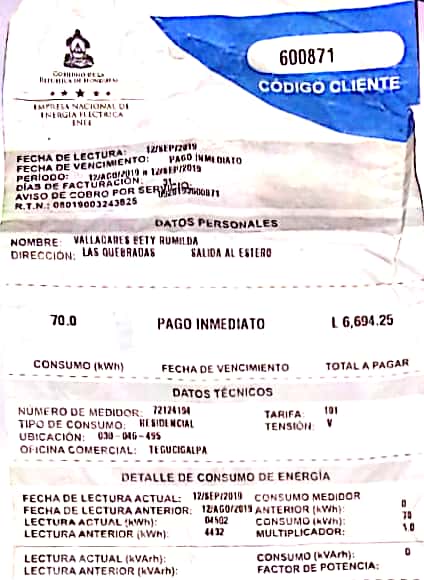 GOBIERNO DE LA
REPÚBLICA DE HONDURAS
EMPRESA NACIONAL DE
ENERGÍA ELÉCTRICA
ENEE
600871
CÓDIGO CLIENTE
FECHA DE LECTURA: 12/SEP/2019
FECHA DE VENCIMIENTO: PAGO INMEDIATO
PERÍODO: 12/AGO/2019 a 12/SEP/2019
DÍAS DE FACTURACIÓN: 31
AVISO DE COBRO POR SERVICIO:
R.T.N.: 08019003243825
DATOS PERSONALES
NOMBRE: VALLADARES BETY RUMILDA
DIRECCIÓN: LAS QUEBRADAS SALIDA AL ESTERO
70.0 PAGO INMEDIATO L 6,694.25
CONSUMO (kWh) FECHA DE VENCIMIENTO TOTAL A PAGAR
DATOS TÉCNICOS
NÚMERO DE MEDIDOR: 72124194 TARIFA: 101
TIPO DE CONSUMO: RESIDENCIAL TENSIÓN: V
UBICACIÓN: 030-046-495
OFICINA COMERCIAL: TEGUCIGALPA
DETALLE DE CONSUMO DE ENERGÍA
FECHA DE LECTURA ACTUAL: 12/SEP/2019 CONSUMO MEDIDOR
FECHA DE LECTURA ANTERIOR: 12/AGO/2019 ANTERIOR (kWh): 0
LECTURA ACTUAL (kWh): 04502 CONSUMO (kWh): 70
LECTURA ANTERIOR (kWh): 4432 MULTIPLICADOR: 1.0
LECTURA ACTUAL (kVArh): CONSUMO (kVArh): 0
LECTURA ANTERIOR (kVArh): FACTOR DE POTENCIA: